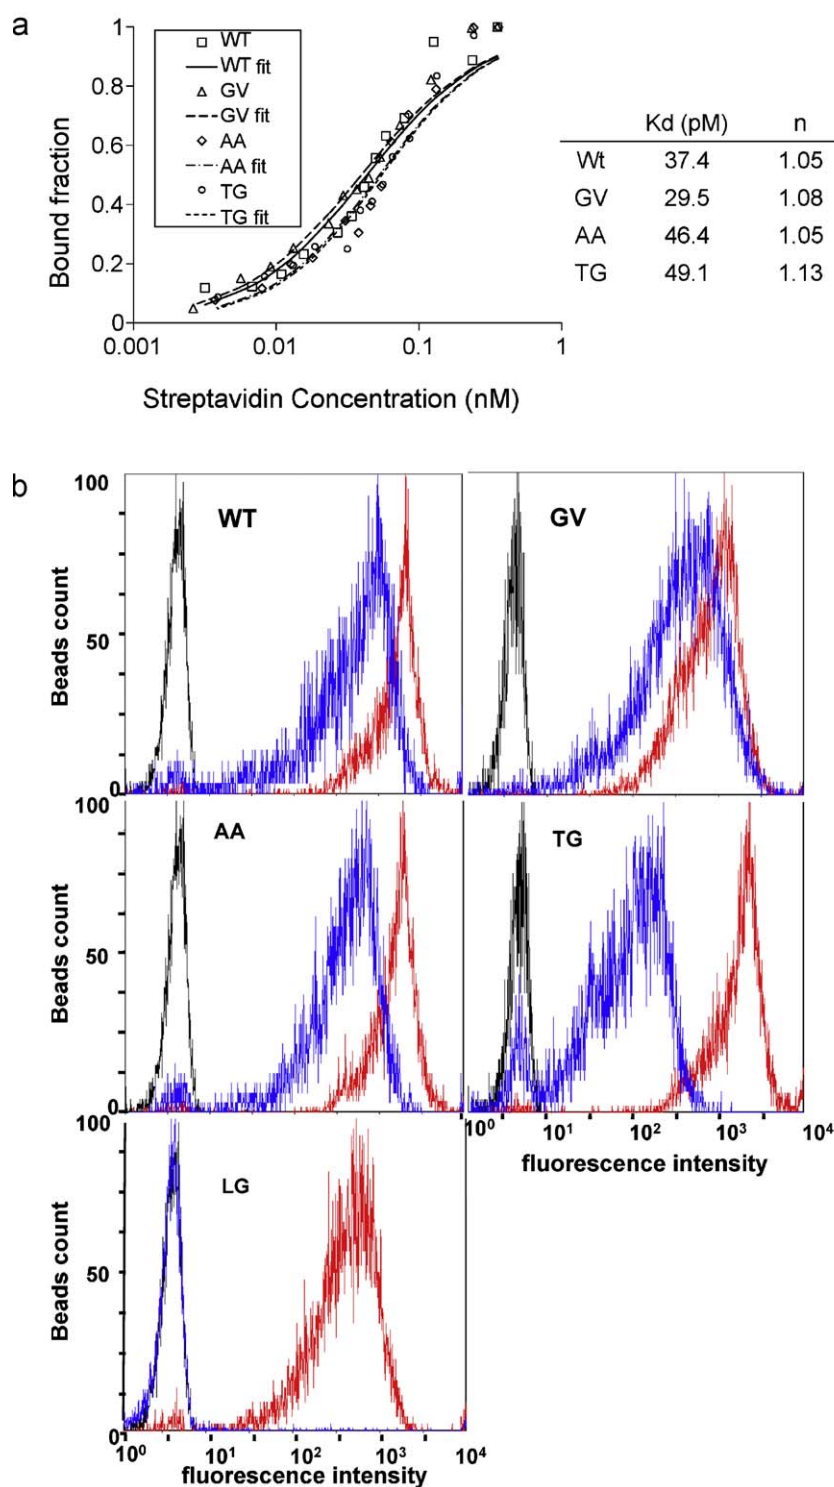 a
1
0.8
0.6
0.4
0.2
0
Bound fraction
WT
WT fit
GV
GV fit
AA
AA fit
TG
TG fit
0.001 0.01 0.1 1
Streptavidin Concentration (nM)
Kd (pM) n
Wt 37.4 1.05
GV 29.5 1.08
AA 46.4 1.05
TG 49.1 1.13
b
100
50
0
Beads count
WT
GV
100
50
0
Beads count
AA
TG
10⁰ 10¹ 10² 10³ 10⁴
fluorescence intensity
100
50
0
Beads count
LG
10⁰ 10¹ 10² 10³ 10⁴
fluorescence intensity